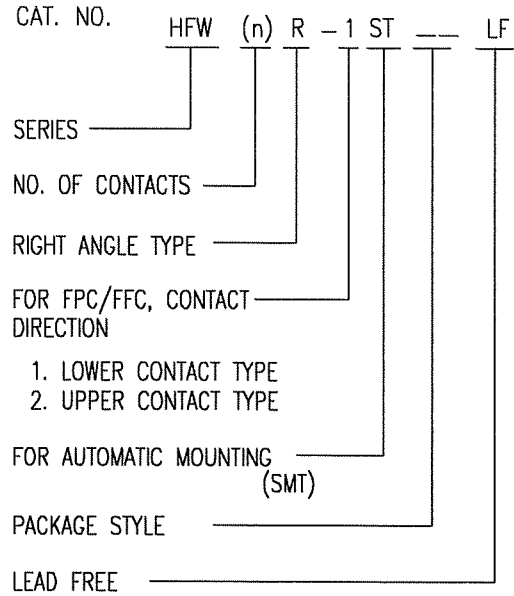 CAT. NO. HFW (n) R – 1 ST __ LF
SERIES
NO. OF CONTACTS
RIGHT ANGLE TYPE
FOR FPC/FFC, CONTACT
DIRECTION
1. LOWER CONTACT TYPE
2. UPPER CONTACT TYPE
FOR AUTOMATIC MOUNTING
(SMT)
PACKAGE STYLE
LEAD FREE